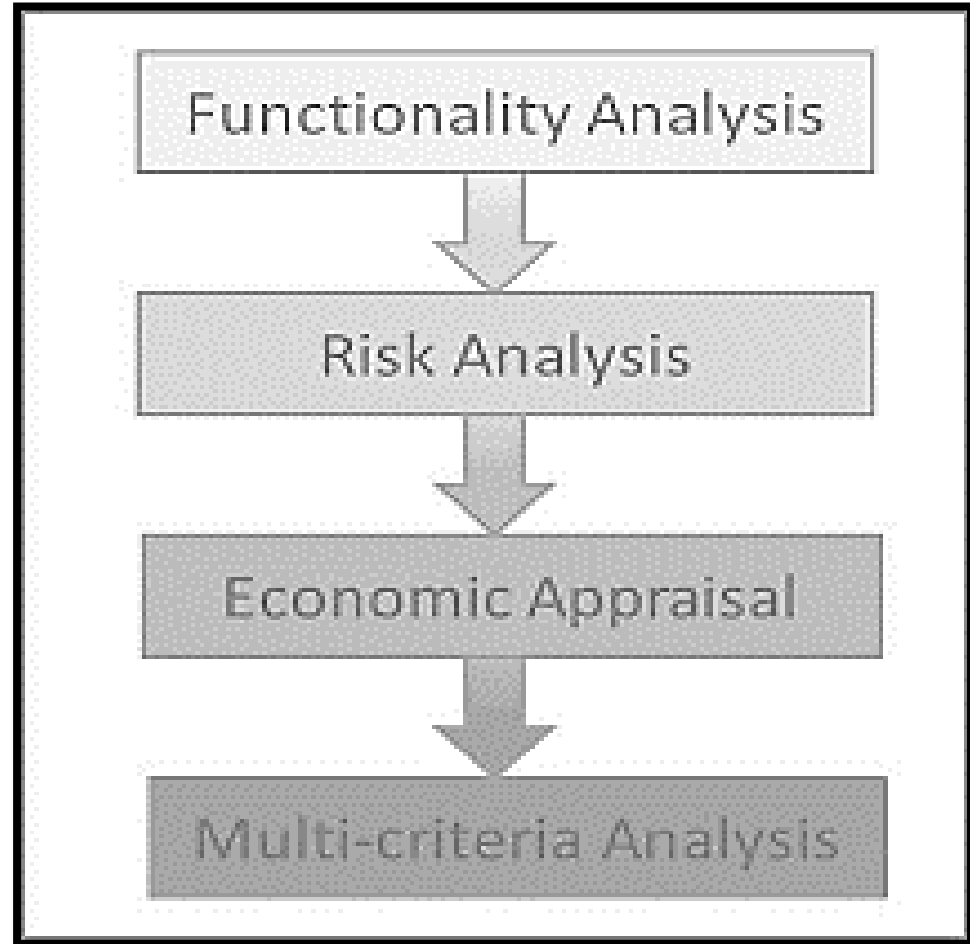 Functionality Analysis
Risk Analysis
Economic Appraisal
Multi-criteria Analysis